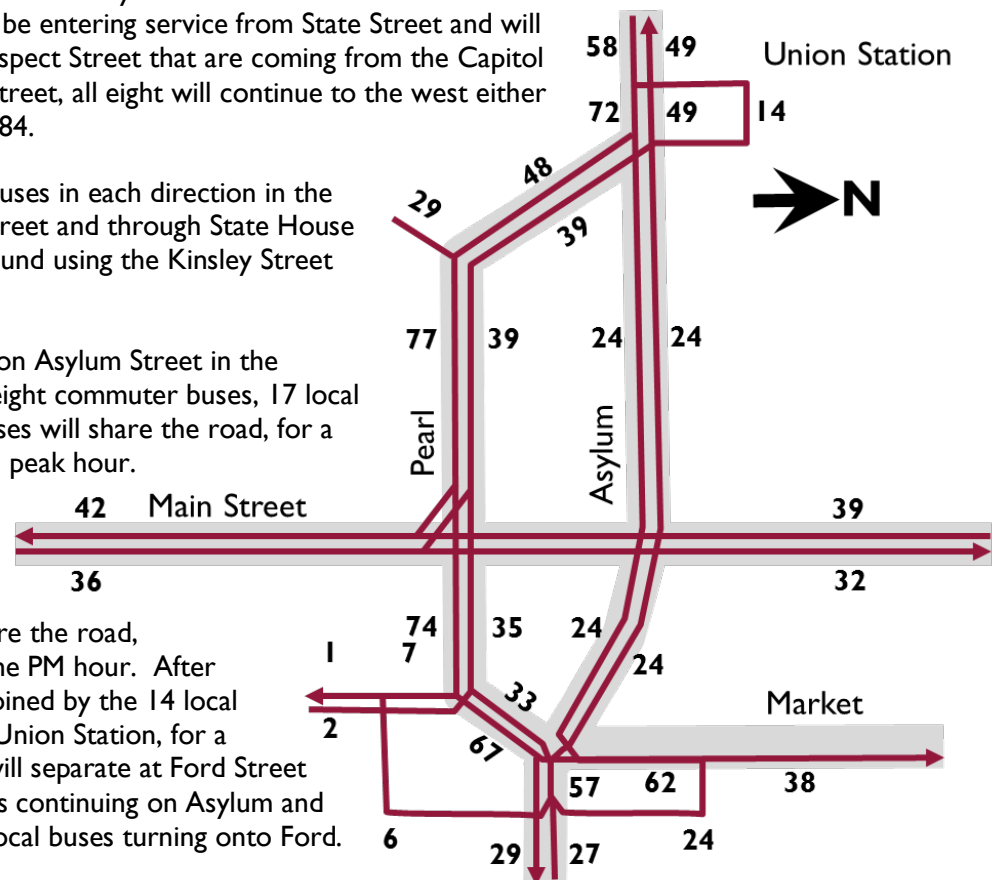 be entering service from State Street and will
spect Street that are coming from the Capitol
treet, all eight will continue to the west either
84.
uses in each direction in the
reet and through State House
und using the Kinsley Street
on Asylum Street in the
eight commuter buses, 17 local
ses will share the road, for a
peak hour.
re the road,
ne PM hour.  After
oined by the 14 local
Union Station, for a
will separate at Ford Street
s continuing on Asylum and
ocal buses turning onto Ford.
58
49
Union Station
72
49
14
48
N
29
39
77
39
24
24
Pearl
Asylum
42
Main Street
39
36
32
74
35
24
1
7
24
2
33
67
Market
57
62
38
6
24
29
27